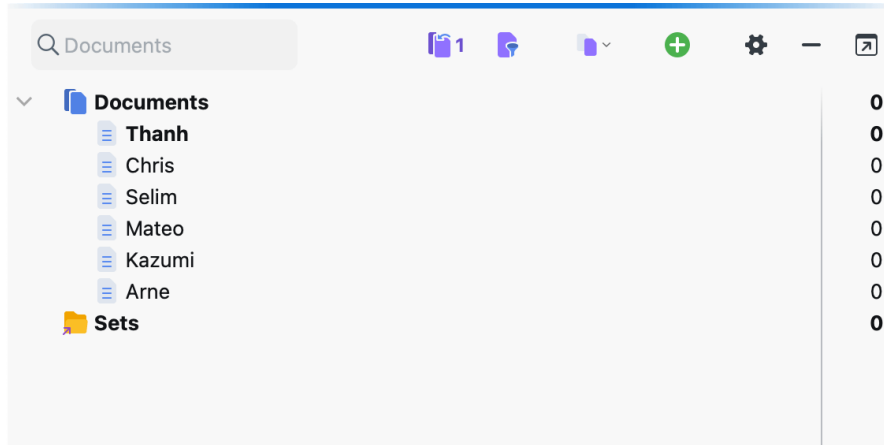 Documents 1
Documents 0
Thanh 0
Chris 0
Selim 0
Mateo 0
Kazumi 0
Arne 0
Sets 0